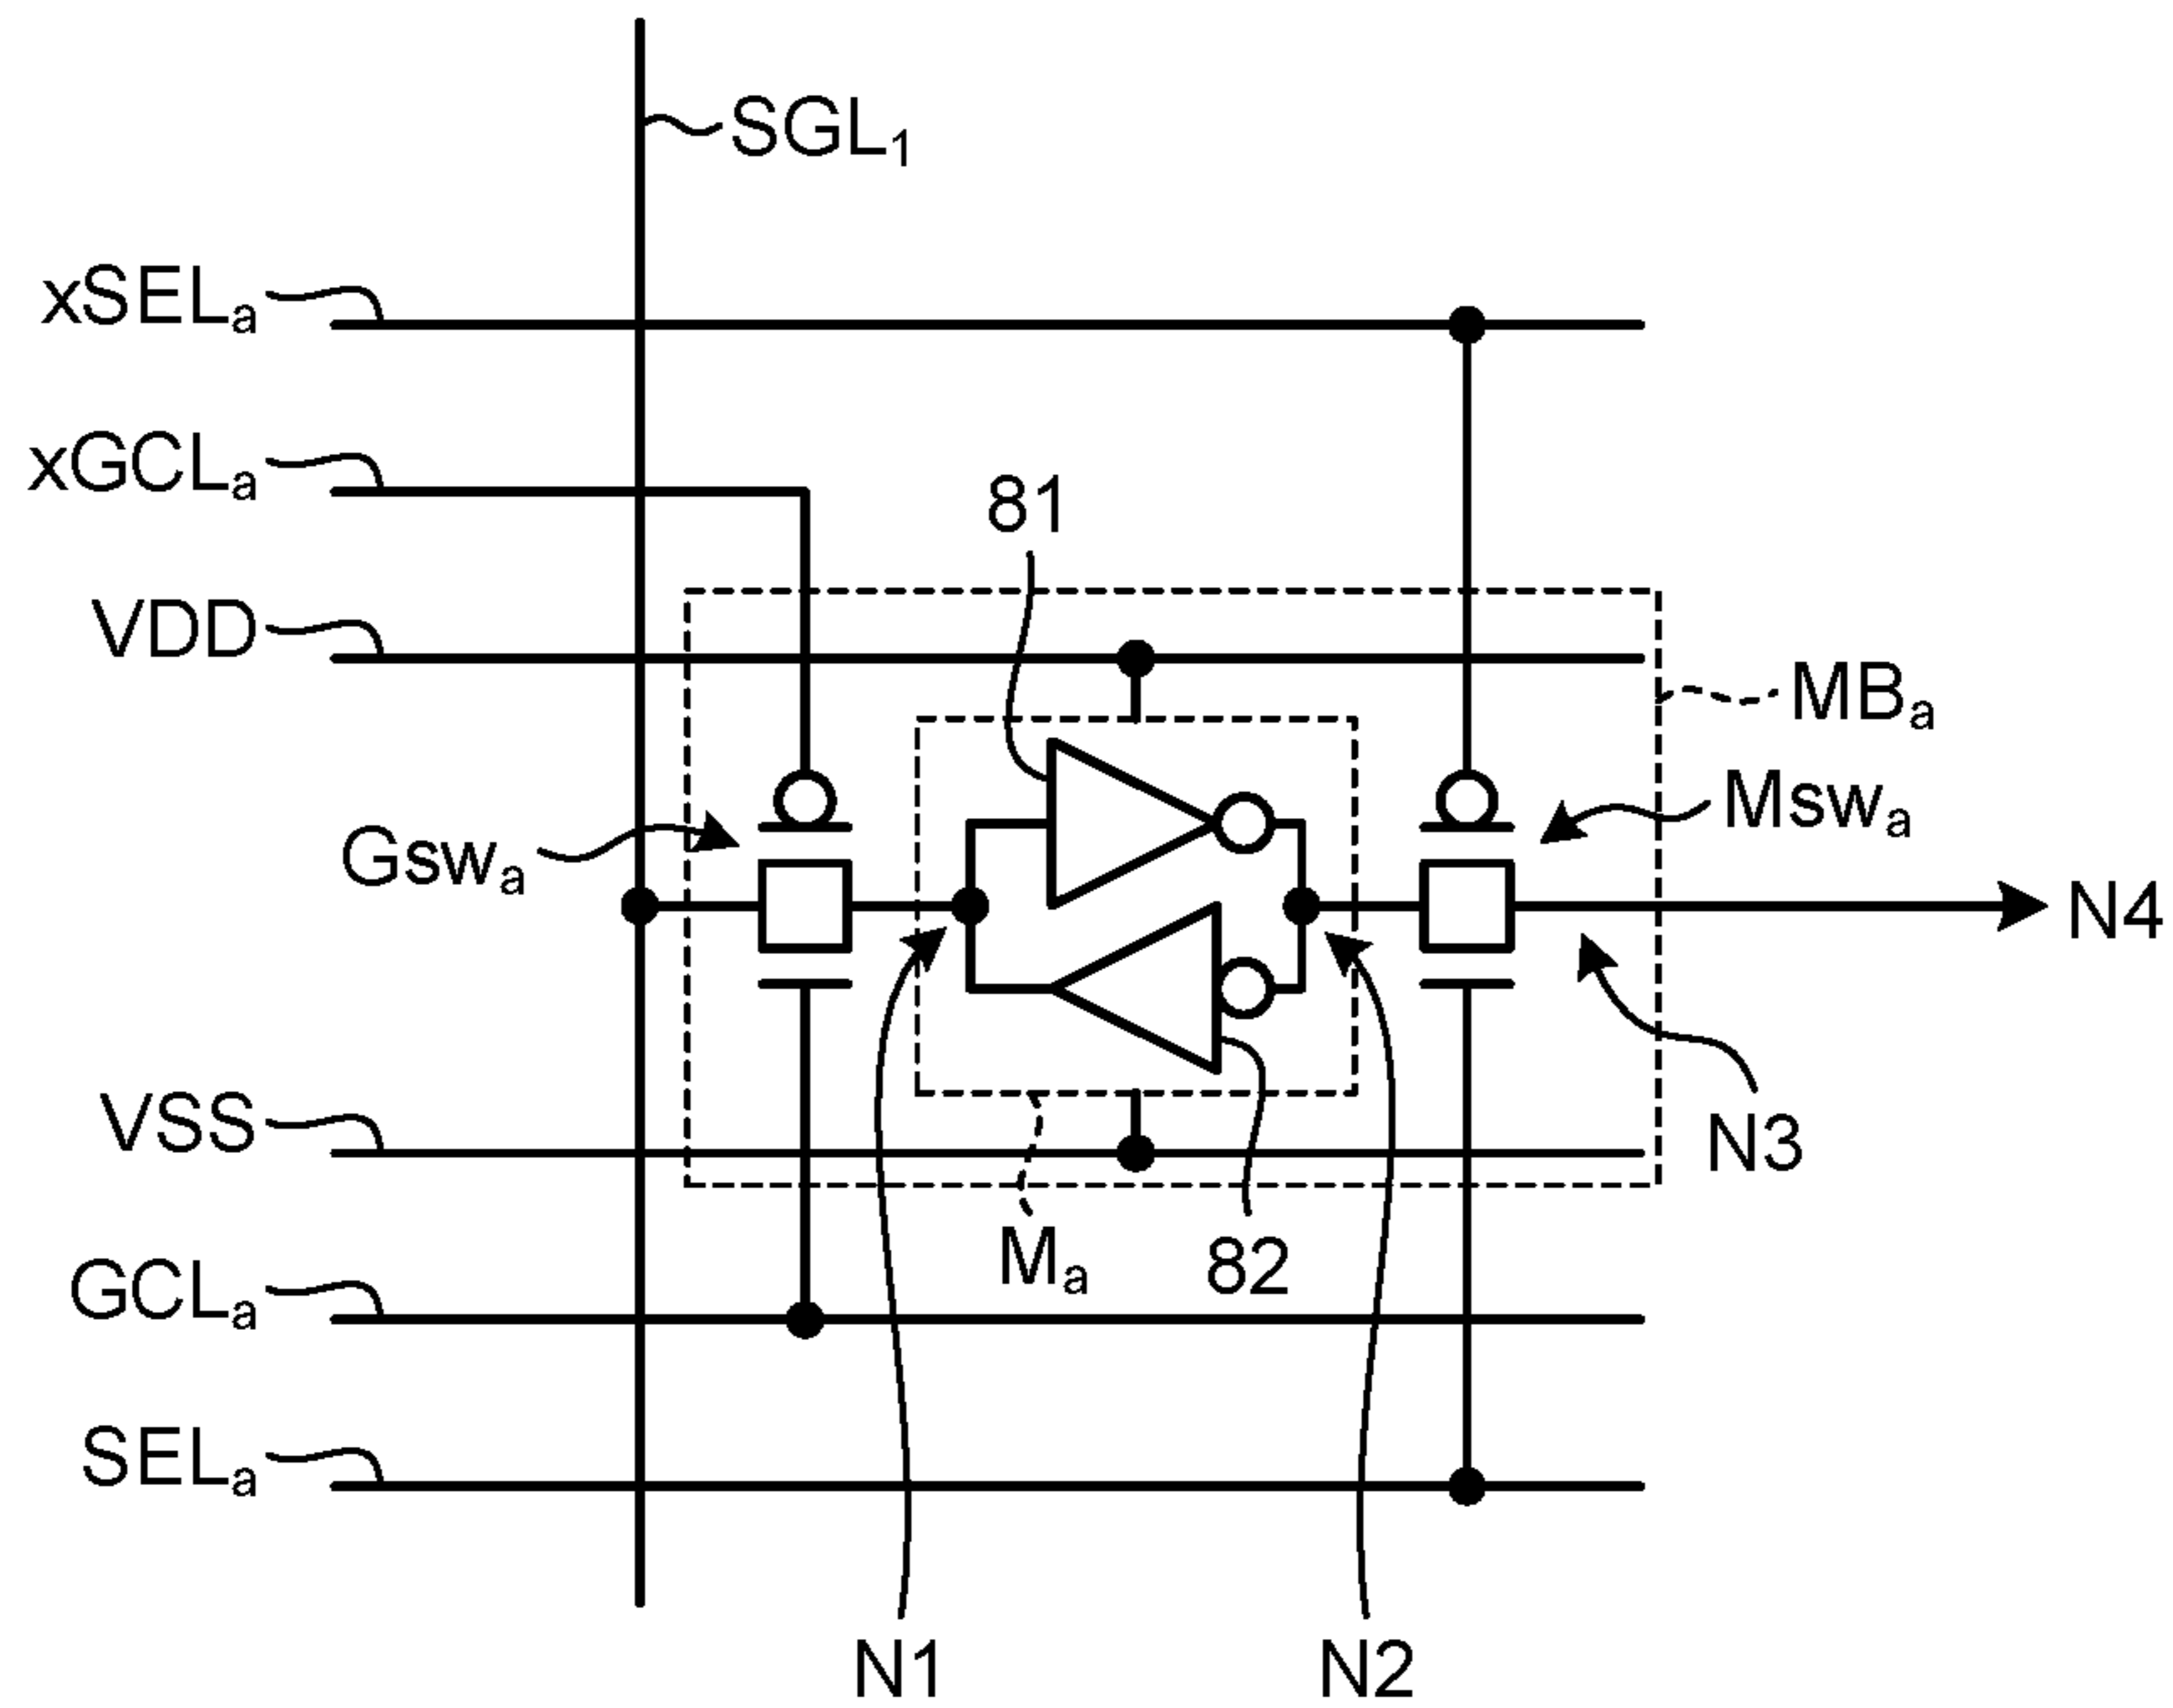 SGL₁
xSELₐ
xGCLₐ
81
VDD
MBₐ
Mswₐ
Gswₐ
N4
VSS
N3
Mₐ
82
GCLₐ
SELₐ
N1
N2